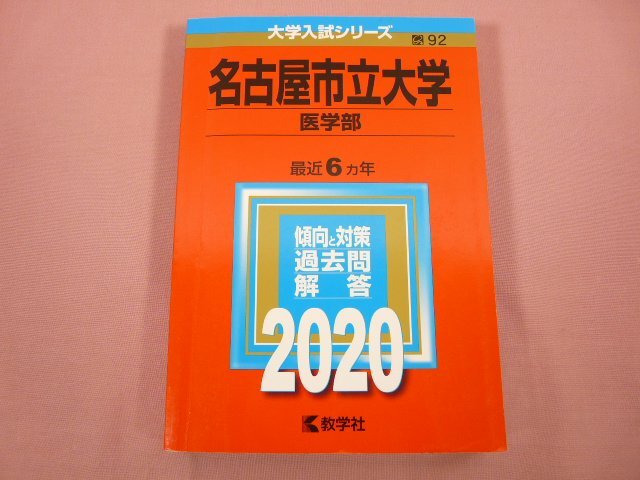 大学入試シリーズ
92
名古屋市立大学
医学部
最近6カ年
傾向と対策
過去問
解答
2020
教学社